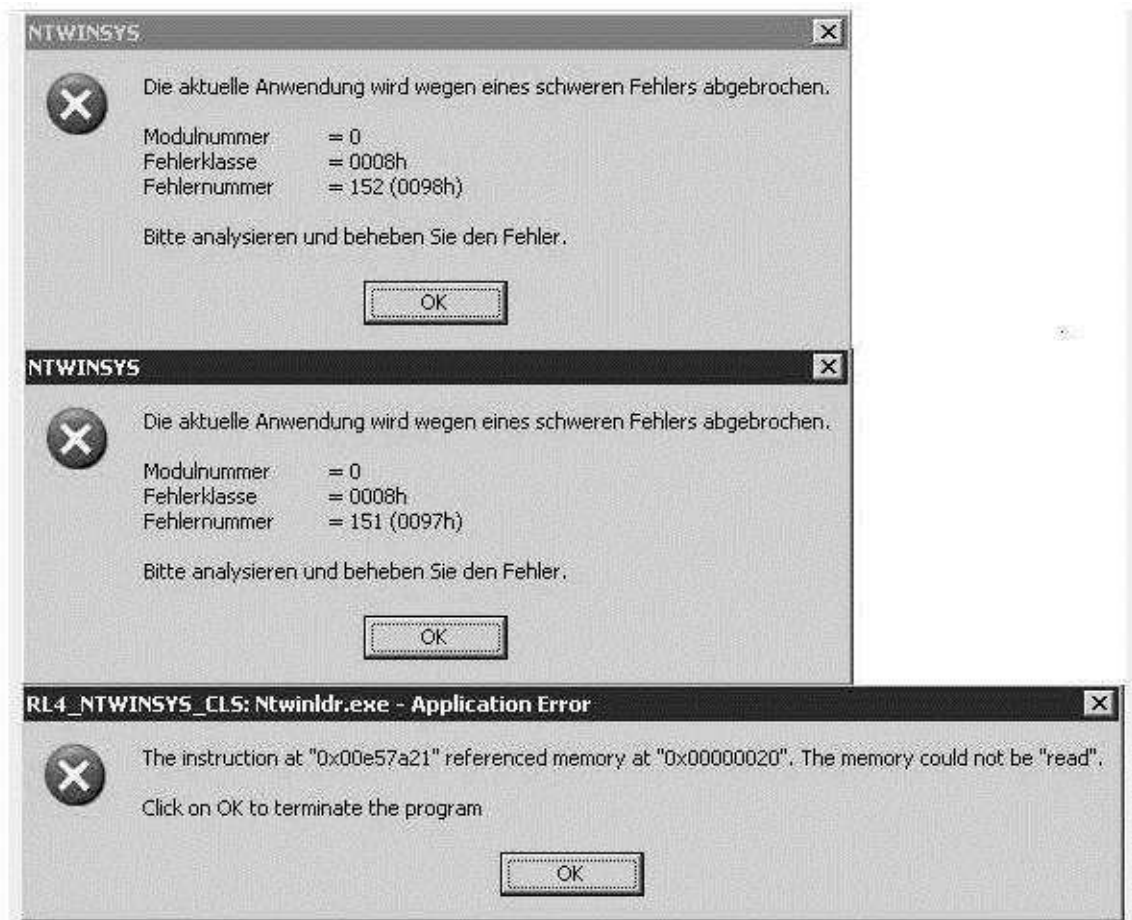 NTWINSYS
Die aktuelle Anwendung wird wegen eines schweren Fehlers abgebrochen.
Modulnummer = 0
Fehlerklasse = 0008h
Fehlernummer = 152 (0098h)
Bitte analysieren und beheben Sie den Fehler.
OK
NTWINSYS
Die aktuelle Anwendung wird wegen eines schweren Fehlers abgebrochen.
Modulnummer = 0
Fehlerklasse = 0008h
Fehlernummer = 151 (0097h)
Bitte analysieren und beheben Sie den Fehler.
OK
RL4_NTWINSYS_CLS: Ntwinldr.exe - Application Error
The instruction at "0x00e57a21" referenced memory at "0x00000020". The memory could not be "read".
Click on OK to terminate the program
OK